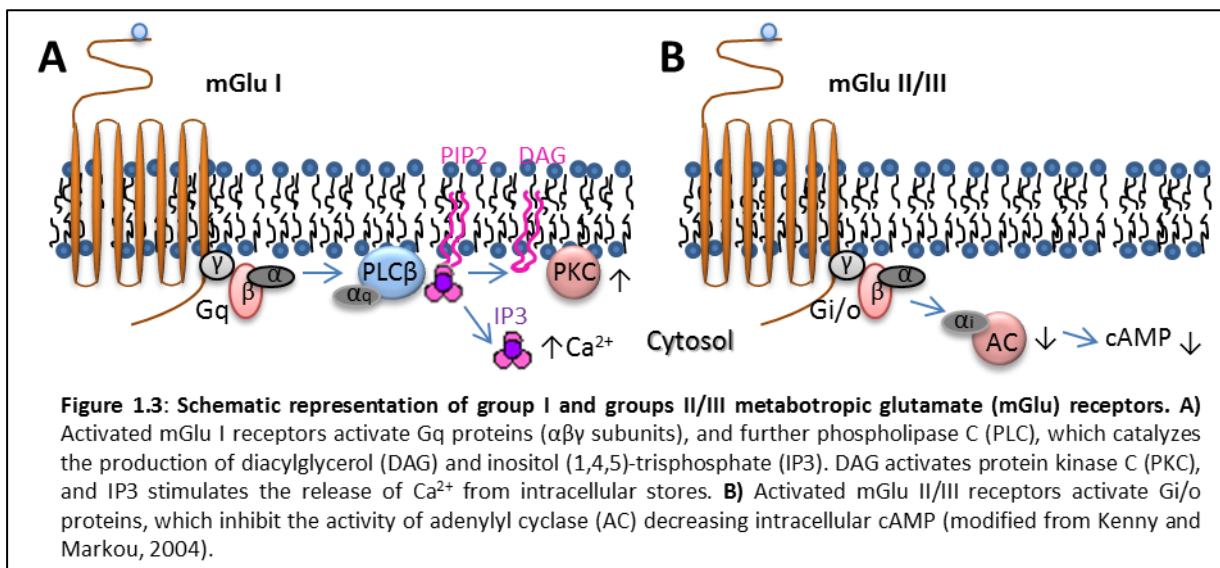 A
mGlu I
PIP2
DAG
γ
β
α
Gq
PLCβ
αq
PKC ↑
IP3
↑ Ca²⁺
Cytosol
B
mGlu II/III
γ
β
α
Gi/o
αi
AC ↓
cAMP ↓
Figure 1.3: Schematic representation of group I and groups II/III metabotropic glutamate (mGlu) receptors. A)
Activated mGlu I receptors activate Gq proteins (αβγ subunits), and further phospholipase C (PLC), which catalyzes
the production of diacylglycerol (DAG) and inositol (1,4,5)-trisphosphate (IP3). DAG activates protein kinase C (PKC),
and IP3 stimulates the release of Ca²⁺ from intracellular stores. B) Activated mGlu II/III receptors activate Gi/o
proteins, which inhibit the activity of adenylyl cyclase (AC) decreasing intracellular cAMP (modified from Kenny and
Markou, 2004).